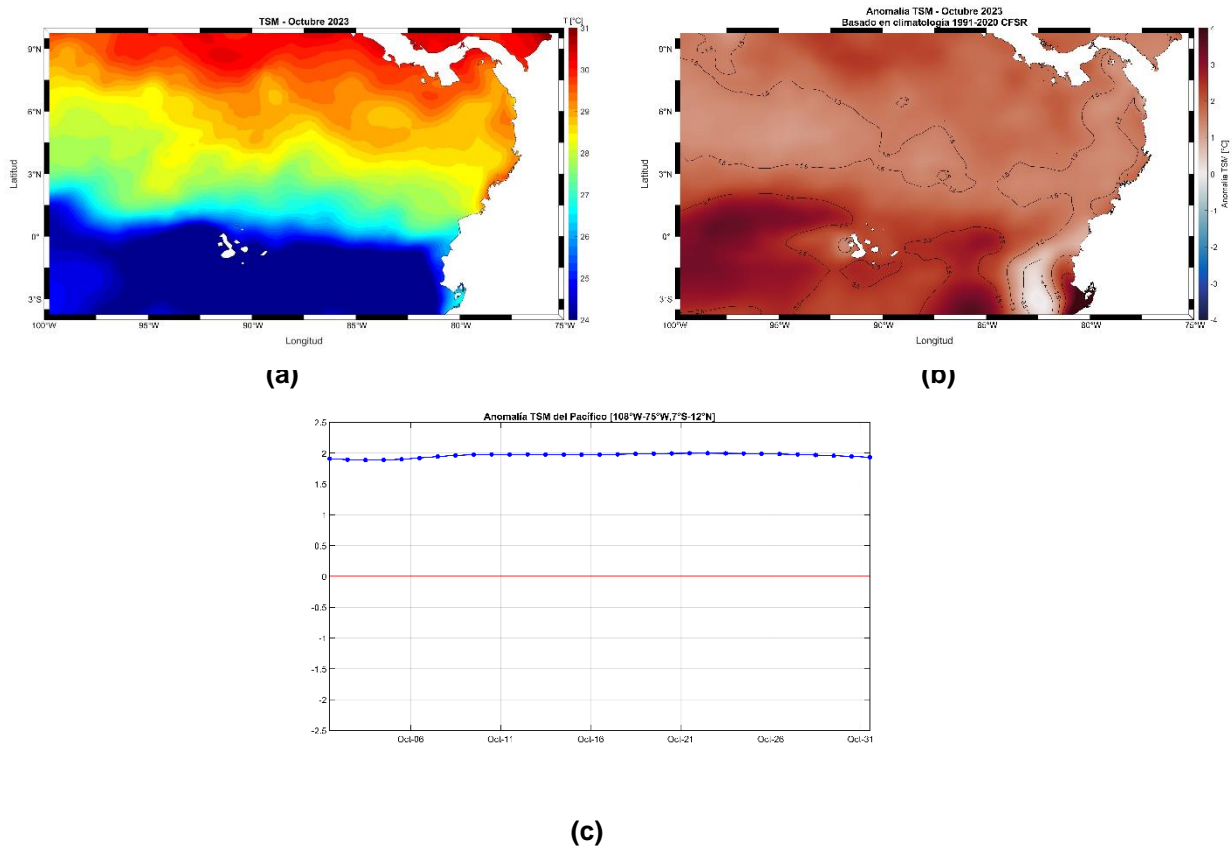 TSM - Octubre 2023
T [°C]
31
30
29
28
27
26
25
24
9°N
6°N
3°N
0°
3°S
Latitud
100°W 95°W 90°W 85°W 80°W 75°W
Longitud
(a)
Anomalía TSM - Octubre 2023
Basado en climatología 1991-2020 CFSR
9°N
6°N
3°N
0°
3°S
Latitud
3
2
1
0
-1
-2
-3
-4
Anomalía TSM [°C]
100°W 95°W 90°W 85°W 80°W 75°W
Longitud
(b)
Anomalía TSM del Pacífico [108°W-75°W,7°S-12°N]
2.5
2
1.5
1
0.5
0
-0.5
-1
-1.5
-2
-2.5
Oct-06 Oct-11 Oct-16 Oct-21 Oct-26 Oct-31
(c)